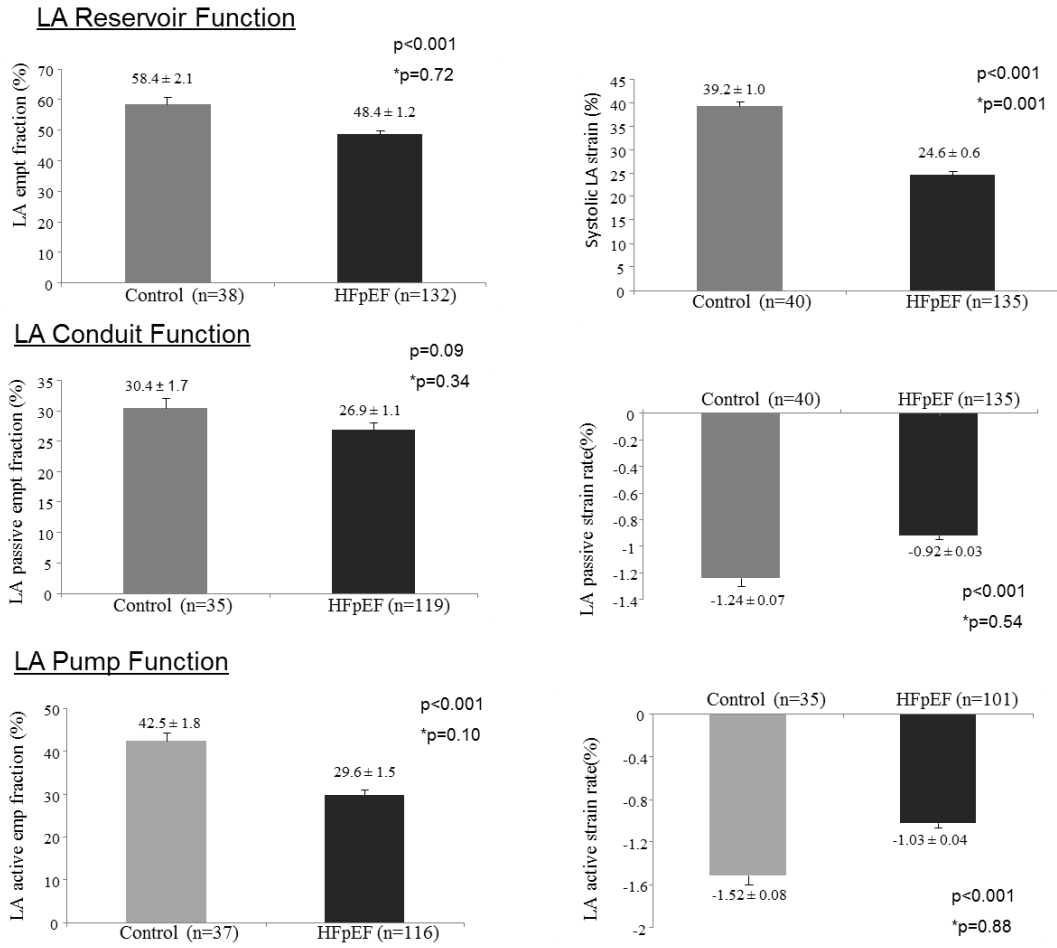 LA Reservoir Function
p<0.001
*p=0.72
LA empt fraction (%)
70
60
50
40
30
20
10
0
58.4 ± 2.1
48.4 ± 1.2
Control (n=38)
HFpEF (n=132)
p<0.001
*p=0.001
Systolic LA strain (%)
45
40
35
30
25
20
15
10
5
0
39.2 ± 1.0
24.6 ± 0.6
Control (n=40)
HFpEF (n=135)
LA Conduit Function
p=0.09
*p=0.34
LA passive empt fraction (%)
35
30
25
20
15
10
5
0
30.4 ± 1.7
26.9 ± 1.1
Control (n=35)
HFpEF (n=119)
Control (n=40)
HFpEF (n=135)
LA passive strain rate(%)
0
-0.2
-0.4
-0.6
-0.8
-1
-1.2
-1.4
-1.24 ± 0.07
-0.92 ± 0.03
p<0.001
*p=0.54
LA Pump Function
p<0.001
*p=0.10
LA active emp fraction (%)
50
40
30
20
10
0
42.5 ± 1.8
29.6 ± 1.5
Control (n=37)
HFpEF (n=116)
Control (n=35)
HFpEF (n=101)
LA active strain rate(%)
0
-0.4
-0.8
-1.2
-1.6
-2
-1.52 ± 0.08
-1.03 ± 0.04
p<0.001
*p=0.88